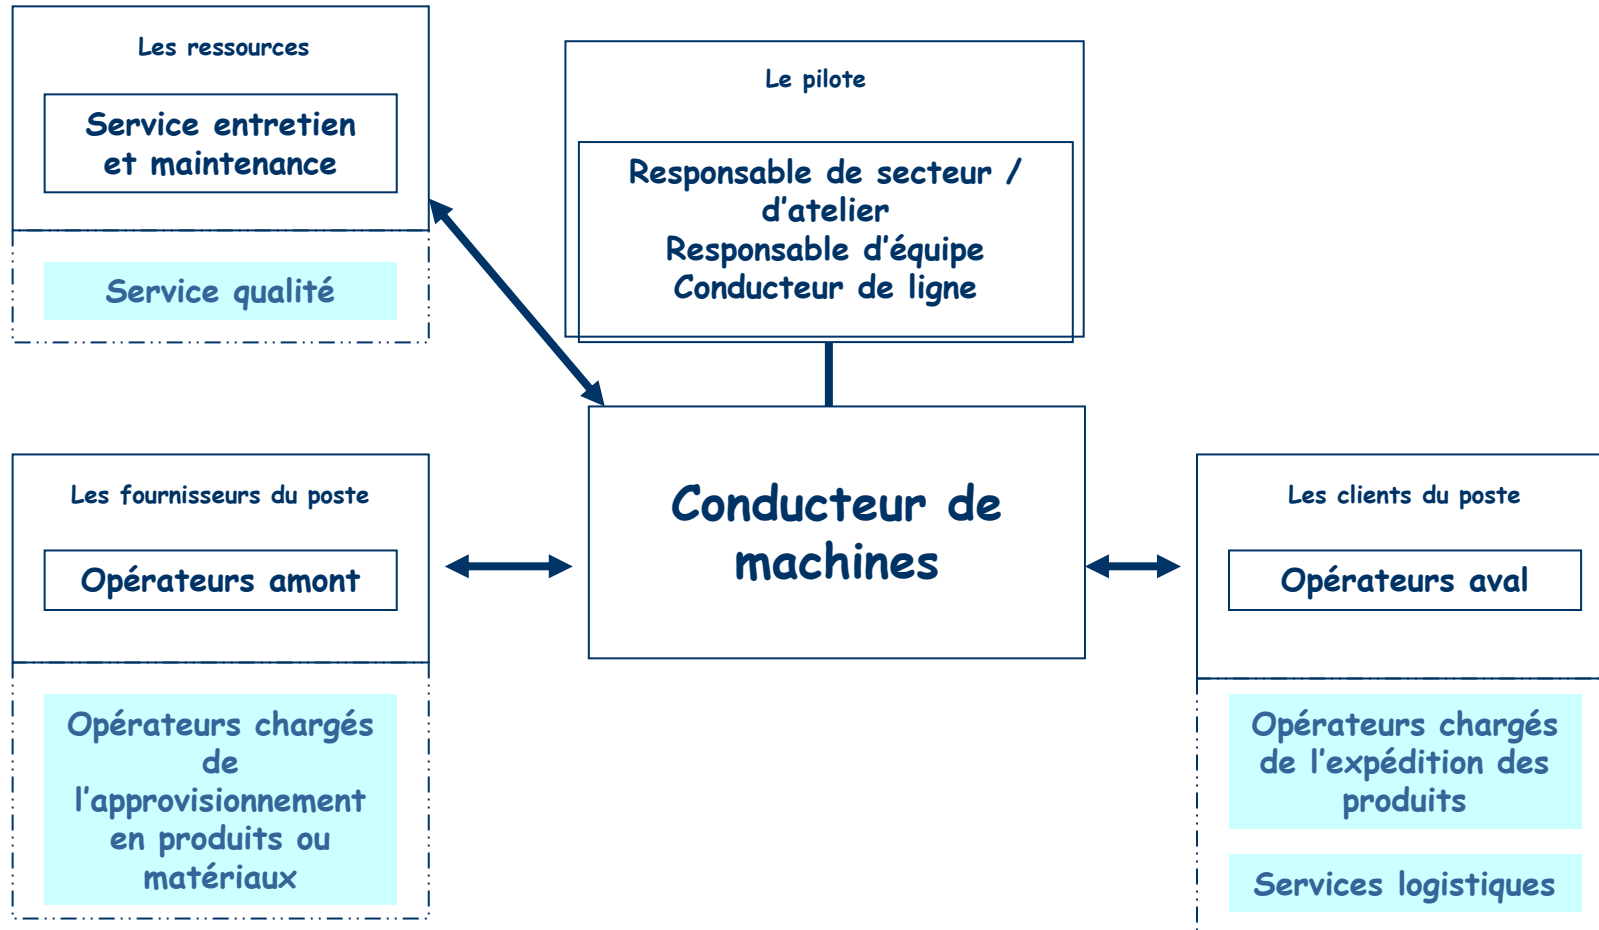 Les ressources
Service entretien
et maintenance
Service qualité
Le pilote
Responsable de secteur /
d'atelier
Responsable d'équipe
Conducteur de ligne
Conducteur de
machines
Les fournisseurs du poste
Opérateurs amont
Opérateurs chargés
de
l'approvisionnement
en produits ou
matériaux
Les clients du poste
Opérateurs aval
Opérateurs chargés
de l'expédition des
produits
Services logistiques